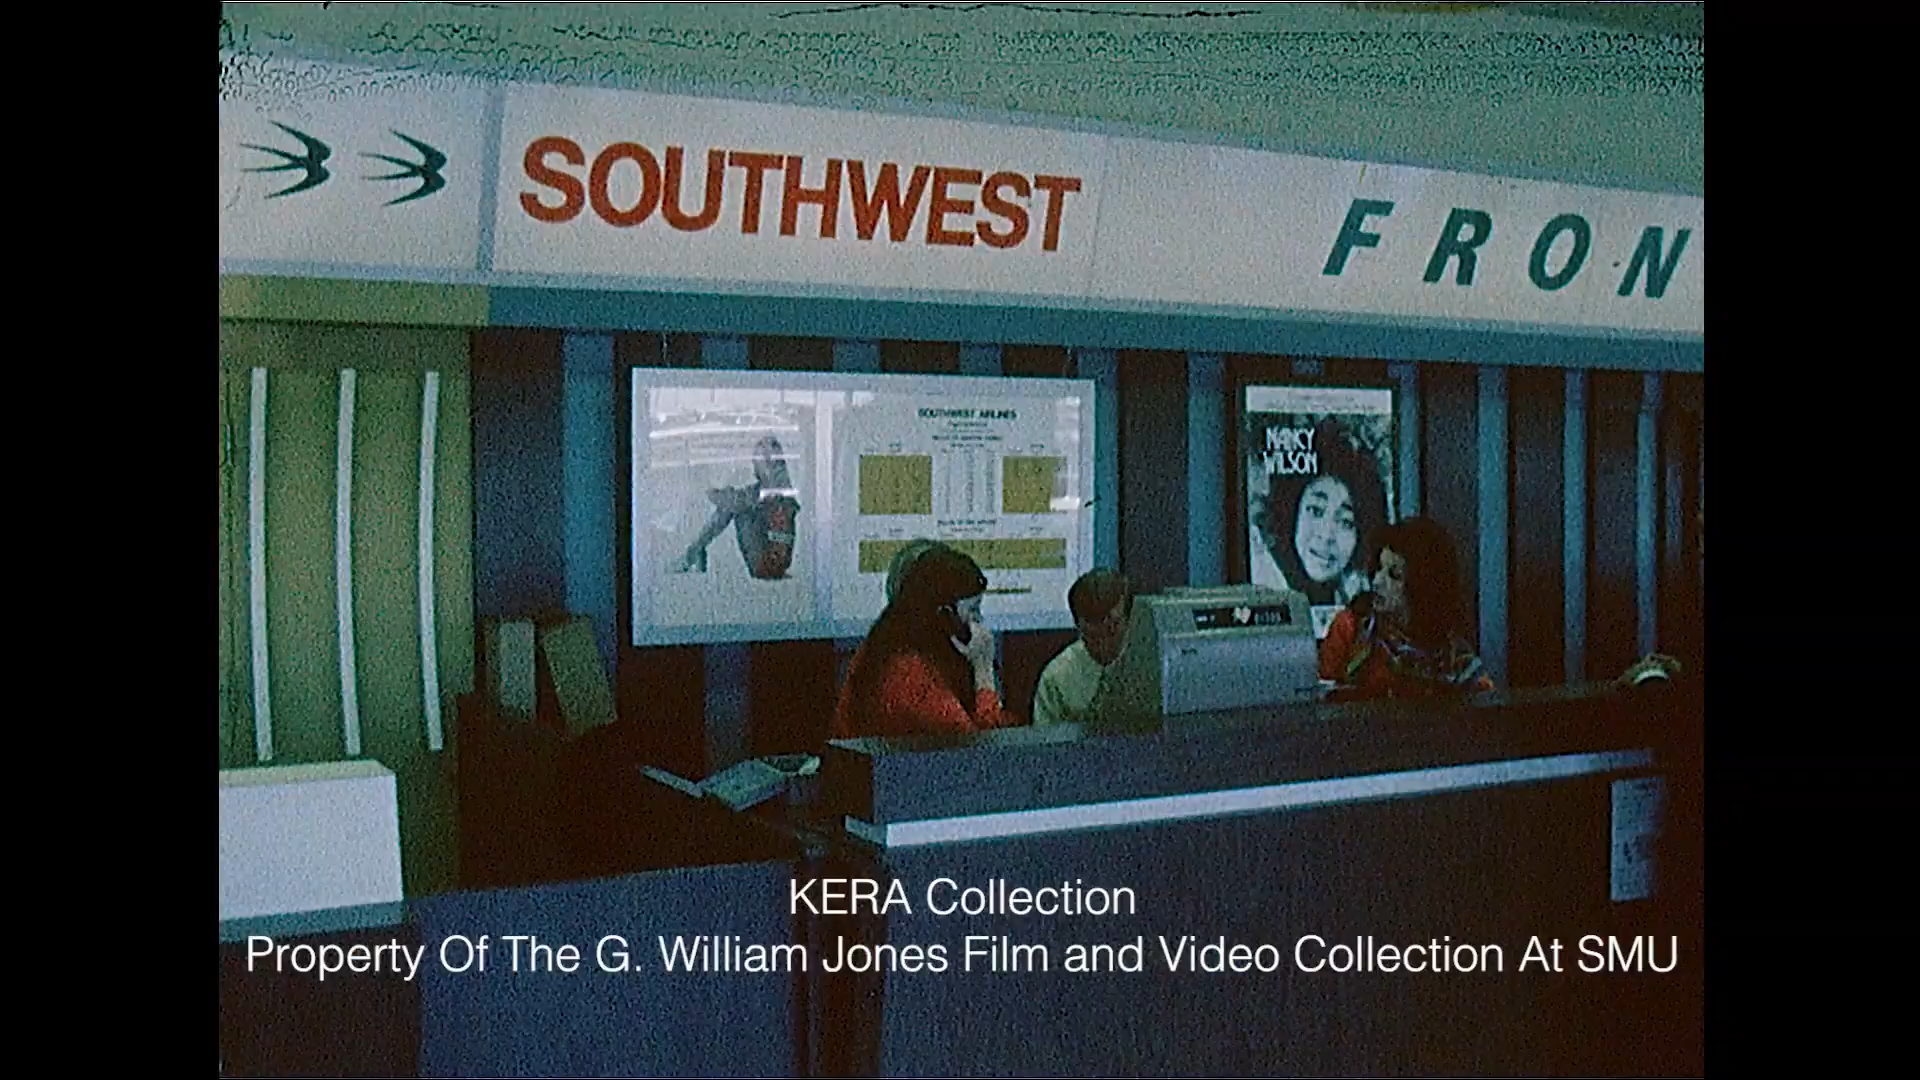 SOUTHWEST
FRON
SOUTHWEST AIRLINES
NANCY
WILSON
KERA Collection
Property Of The G. William Jones Film and Video Collection At SMU